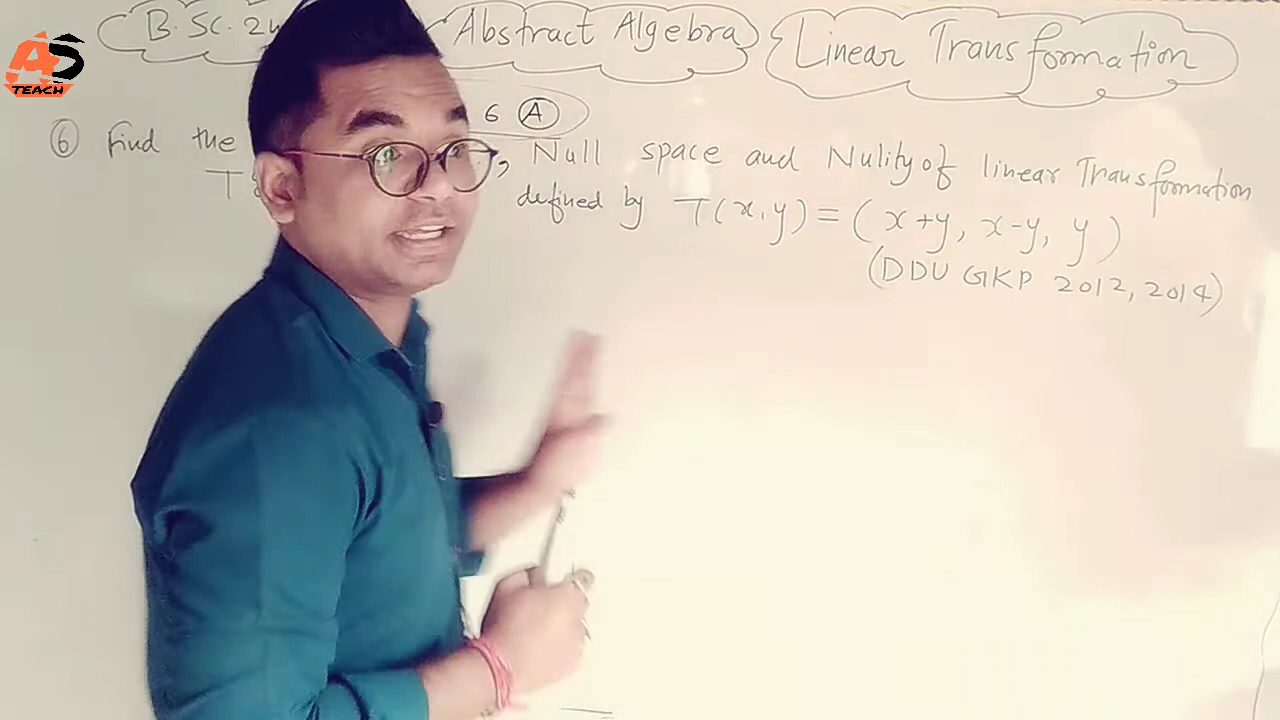 AS
TEACH
B.Sc. 2 Abstract Algebra Linear Transformation
6 A
6 Find the , Null space and Nulity of linear Transformation
T defined by T(x,y) = (x+y, x-y, y)
(DDU GKP 2012, 2014)